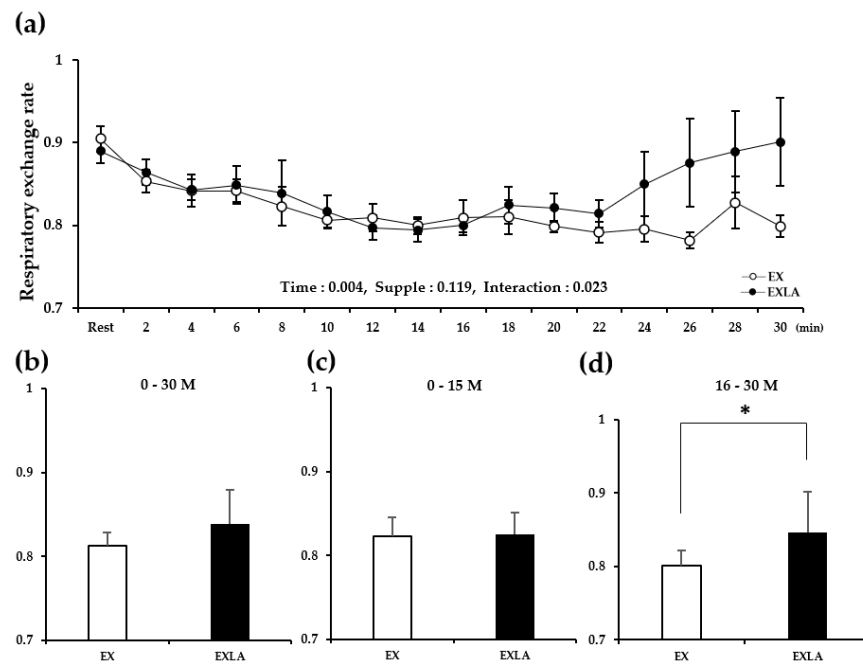 (a)
Respiratory exchange rate
1
0.9
0.8
0.7
EX
EXLA
Time : 0.004, Supple : 0.119, Interaction : 0.023
Rest 2 4 6 8 10 12 14 16 18 20 22 24 26 28 30 (min)
(b)
0 - 30 M
1
0.9
0.8
0.7
EX EXLA
(c)
0 - 15 M
1
0.9
0.8
0.7
EX EXLA
(d)
16 - 30 M
1
*
0.9
0.8
0.7
EX EXLA